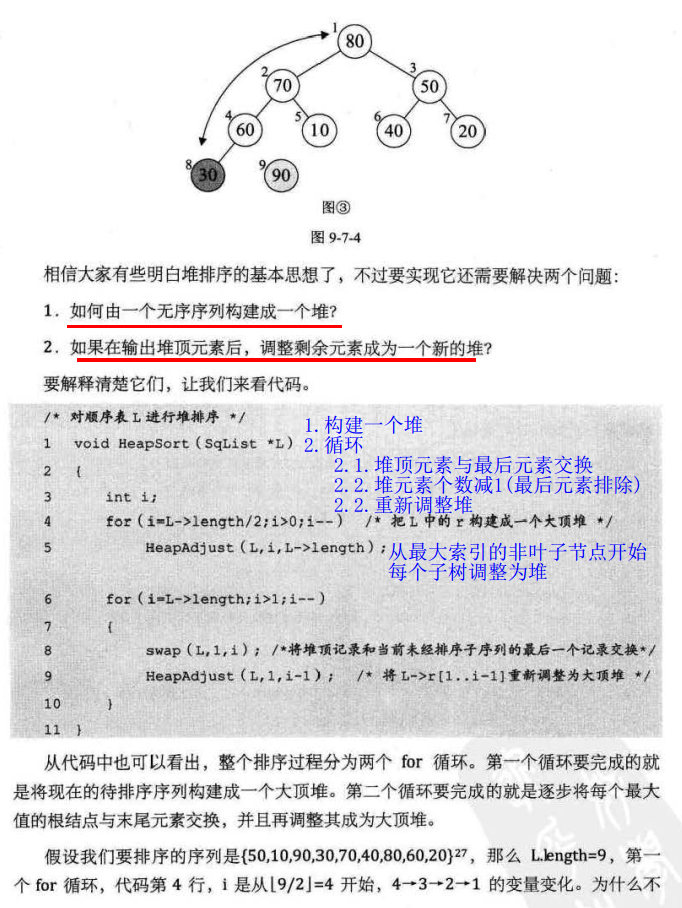 1
80
2
70
3
50
4
60
5
10
6
40
7
20
8
30
9
90
图③
图 9-7-4
相信大家有些明白堆排序的基本思想了，不过要实现它还需要解决两个问题：
1．如何由一个无序序列构建成一个堆?
2．如果在输出堆顶元素后，调整剩余元素成为一个新的堆?
要解释清楚它们，让我们来看代码。
/* 对顺序表 L 进行堆排序 */
1.构建一个堆
1 void HeapSort(SqList *L)
2.循环
2.1.堆顶元素与最后元素交换
2 {
2.2.堆元素个数减1(最后元素排除)
3 int i;
2.2.重新调整堆
4 for(i=L->length/2;i>0;i--) /* 把 L 中的 r 构建成一个大顶堆 */
5 HeapAdjust(L,i,L->length);
从最大索引的非叶子节点开始
每个子树调整为堆
6 for(i=L->length;i>1;i--)
7 {
8 swap(L,1,i); /*将堆顶记录和当前未经排序子序列的最后一个记录交换*/
9 HeapAdjust(L,1,i-1); /* 将 L->r[1..i-1]重新调整为大顶堆 */
10 }
11 }
从代码中也可以看出，整个排序过程分为两个 for 循环。第一个循环要完成的就
是将现在的待排序序列构建成一个大顶堆。第二个循环要完成的就是逐步将每个最大
值的根结点与末尾元素交换，并且再调整其成为大顶堆。
假设我们要排序的序列是{50,10,90,30,70,40,80,60,20}27，那么 L.length=9，第一
个 for 循环，代码第 4 行，i 是从⌊9/2⌋=4 开始，4→3→2→1 的变量变化。为什么不